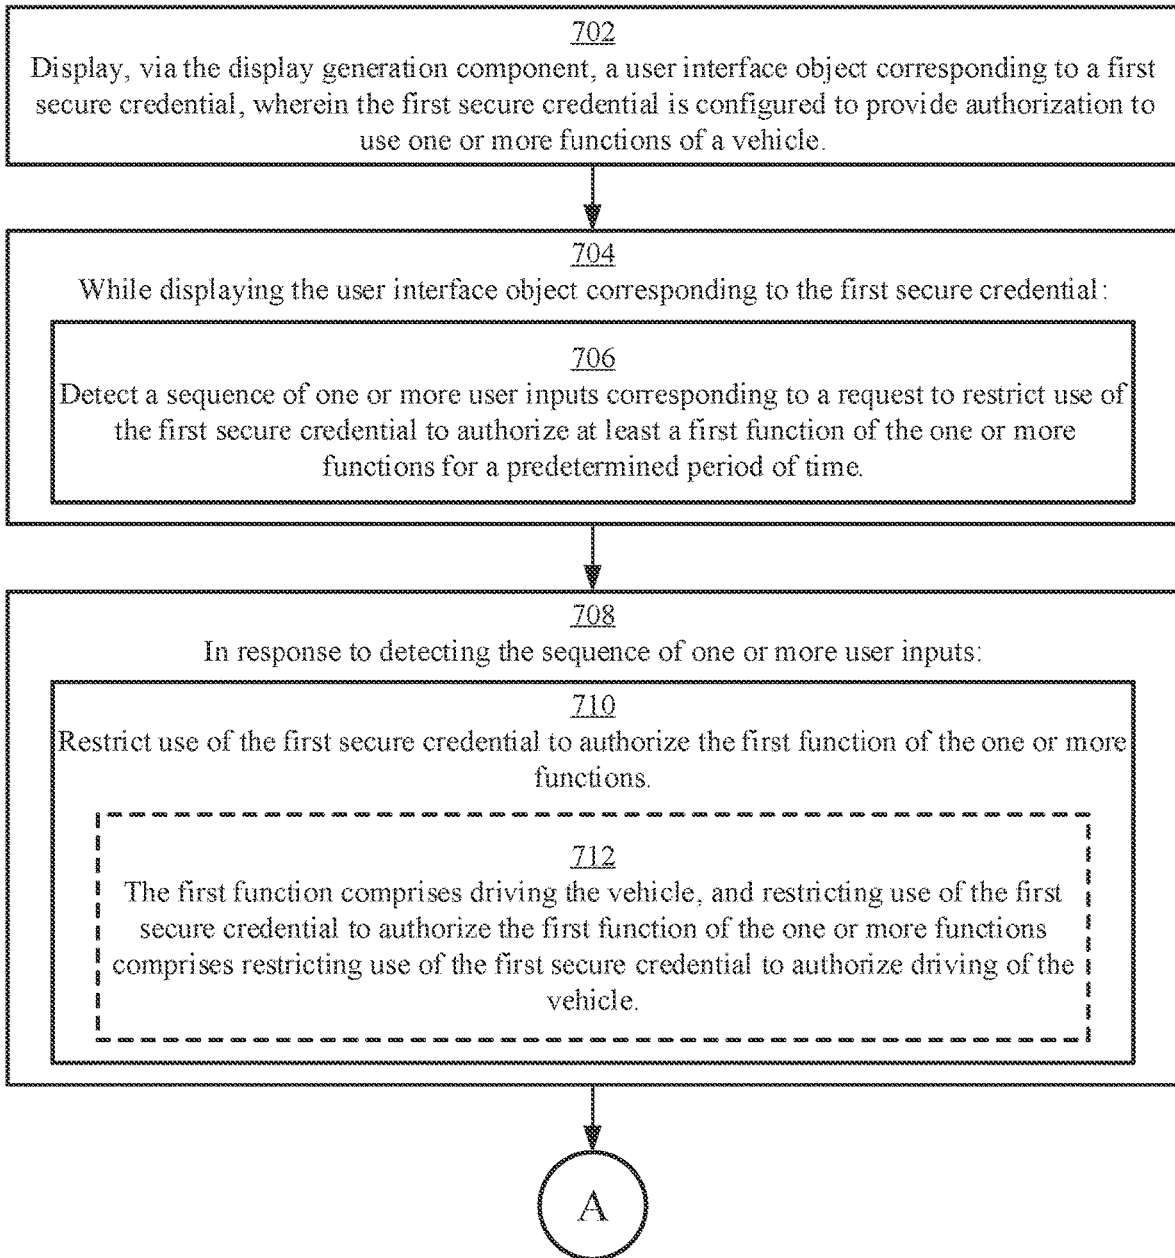 702
Display, via the display generation component, a user interface object corresponding to a first
secure credential, wherein the first secure credential is configured to provide authorization to
use one or more functions of a vehicle.
704
While displaying the user interface object corresponding to the first secure credential:
706
Detect a sequence of one or more user inputs corresponding to a request to restrict use of
the first secure credential to authorize at least a first function of the one or more
functions for a predetermined period of time.
708
In response to detecting the sequence of one or more user inputs:
710
Restrict use of the first secure credential to authorize the first function of the one or more
functions.
712
The first function comprises driving the vehicle, and restricting use of the first
secure credential to authorize the first function of the one or more functions
comprises restricting use of the first secure credential to authorize driving of the
vehicle.
A